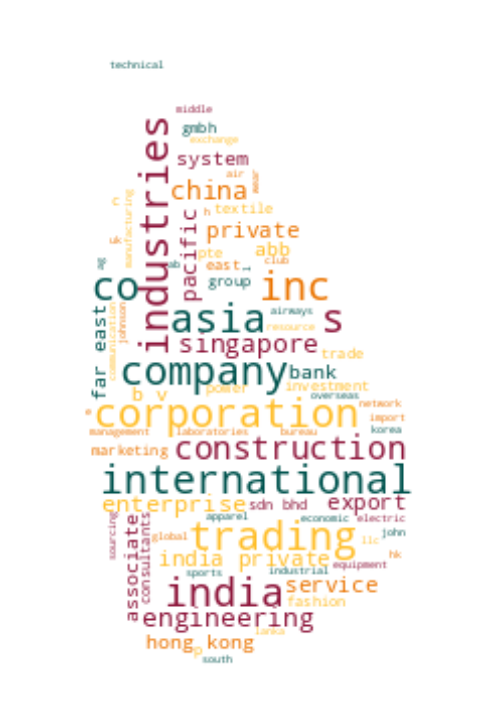 technical
middle
gmbh
exchange
system
air
wear
china
r
manufacturing
industries
h
textile
pacific
private
uk
pte
abb
ag
ab
east
club
l
co
group
inc
far east
communication
johnson
asia
airways
s
resource
singapore
trade
company
bank
power
investment
b v
overseas
e
corporation
network
import
management
laboratories
bureau
korea
marketing
construction
international
enterprise
sdn bhd
export
sourcing
associate
consultants
apparel
economic
electric
global
trading
john
llc
india private
hk
sports
industrial
equipment
india
service
fashion
engineering
lanka
hong kong
p
south